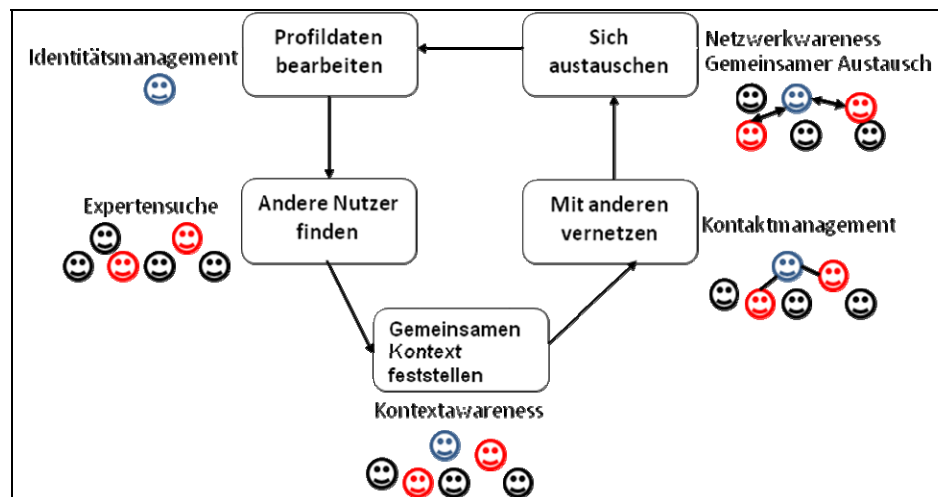 Identitätsmanagement
Profildaten
bearbeiten
Sich
austauschen
Netzwerkwareness
Gemeinsamer Austausch
Expertensuche
Andere Nutzer
finden
Mit anderen
vernetzen
Kontaktmanagement
Gemeinsamen
Kontext
feststellen
Kontextawareness